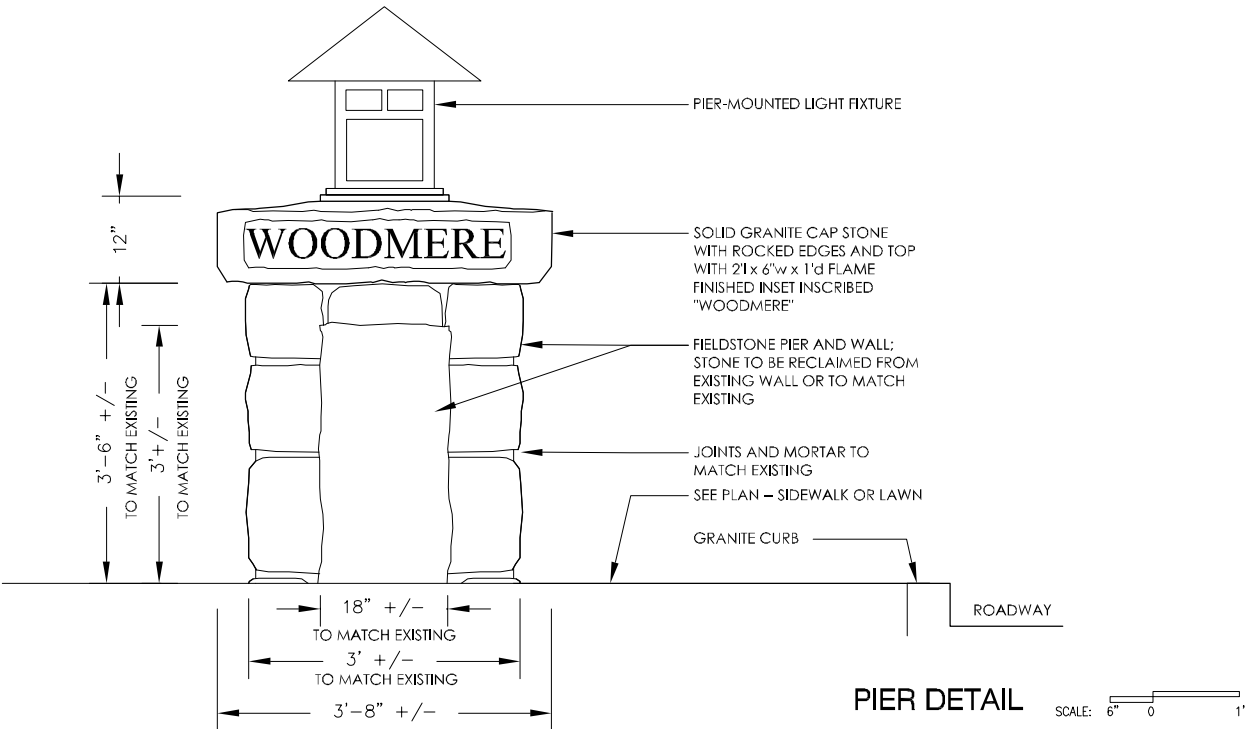 PIER-MOUNTED LIGHT FIXTURE
12"
WOODMERE
SOLID GRANITE CAP STONE
WITH ROCKED EDGES AND TOP
WITH 2'l x 6"w x 1'd FLAME
FINISHED INSET INSCRIBED
"WOODMERE"
FIELDSTONE PIER AND WALL;
STONE TO BE RECLAIMED FROM
EXISTING WALL OR TO MATCH
EXISTING
3'-6" +/-
TO MATCH EXISTING
3'+/-
TO MATCH EXISTING
JOINTS AND MORTAR TO
MATCH EXISTING
SEE PLAN – SIDEWALK OR LAWN
GRANITE CURB
ROADWAY
18" +/-
TO MATCH EXISTING
3' +/-
TO MATCH EXISTING
3'-8" +/-
PIER DETAIL
SCALE: 6" 0 1'